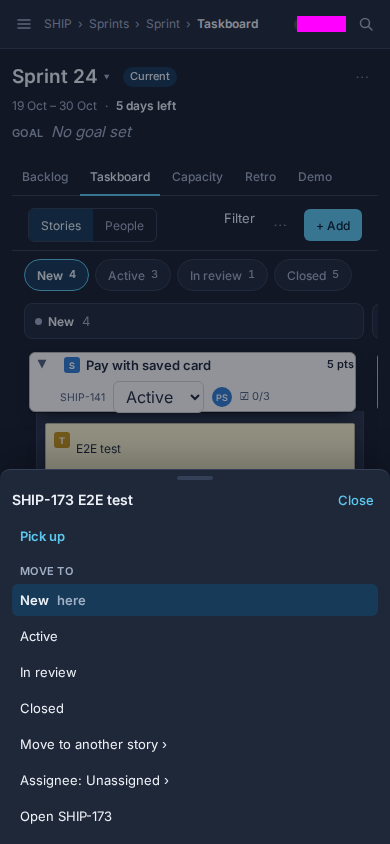 SHIP › Sprints › Sprint › Taskboard
Sprint 24 ▾ Current ...
19 Oct – 30 Oct · 5 days left
GOAL No goal set
Backlog Taskboard Capacity Retro Demo
Stories People Filter ... + Add
New 4 Active 3 In review 1 Closed 5
New 4
▼ S Pay with saved card 5 pts
SHIP-141 Active PS ☑ 0/3
T E2E test
SHIP-173 E2E test Close
Pick up
MOVE TO
New here
Active
In review
Closed
Move to another story ›
Assignee: Unassigned ›
Open SHIP-173